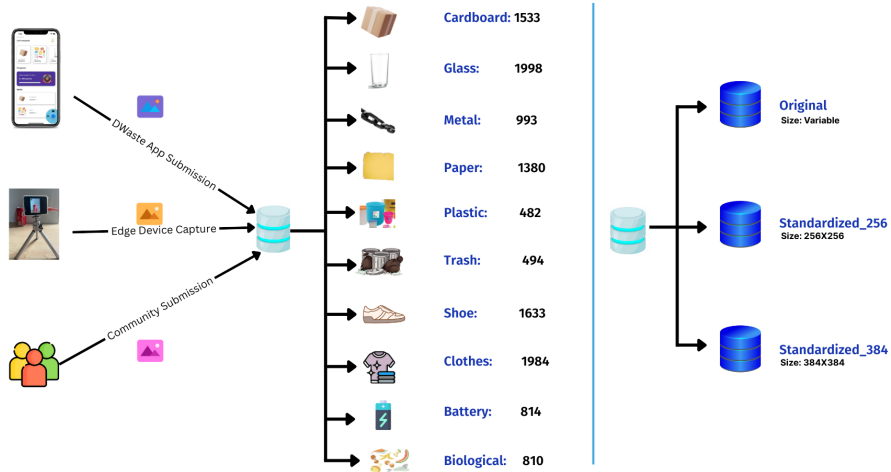 DWaste App Submission
Edge Device Capture
Community Submission
Cardboard: 1533
Glass: 1998
Metal: 993
Paper: 1380
Plastic: 482
Trash: 494
Shoe: 1633
Clothes: 1984
Battery: 814
Biological: 810
Original
Size: Variable
Standardized_256
Size: 256X256
Standardized_384
Size: 384X384